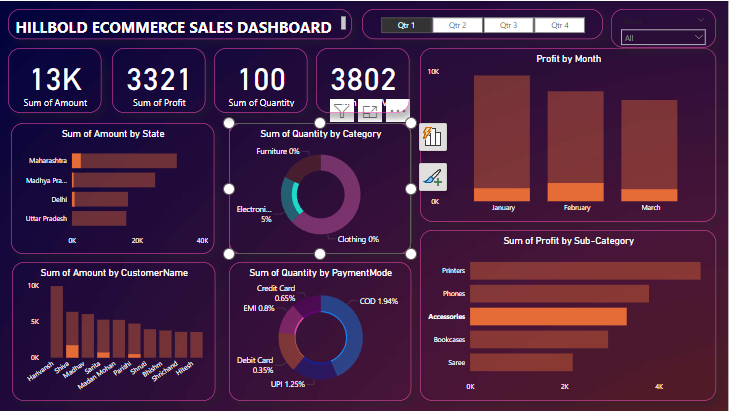 HILLBOLD ECOMMERCE SALES DASHBOARD
Qtr 1
Qtr 2
Qtr 3
Qtr 4
All
13K
Sum of Amount
3321
Sum of Profit
100
Sum of Quantity
3802
Sum of Amount by State
Maharashtra
Madhya Pra...
Delhi
Uttar Pradesh
0K
20K
40K
Sum of Quantity by Category
Furniture 0%
Electroni...
5%
Clothing 0%
Profit by Month
10K
0K
January
February
March
Sum of Amount by CustomerName
10K
5K
0K
Harivansh
Shiva
Madhav
Sarita
Madan Mohan
Parishi
Shruti
Bhishm
Shrichand
Hitesh
Sum of Quantity by PaymentMode
Credit Card
0.65%
COD 1.94%
EMI 0.8%
Debit Card
0.35%
UPI 1.25%
Sum of Profit by Sub-Category
Printers
Phones
Accessories
Bookcases
Saree
0K
2K
4K